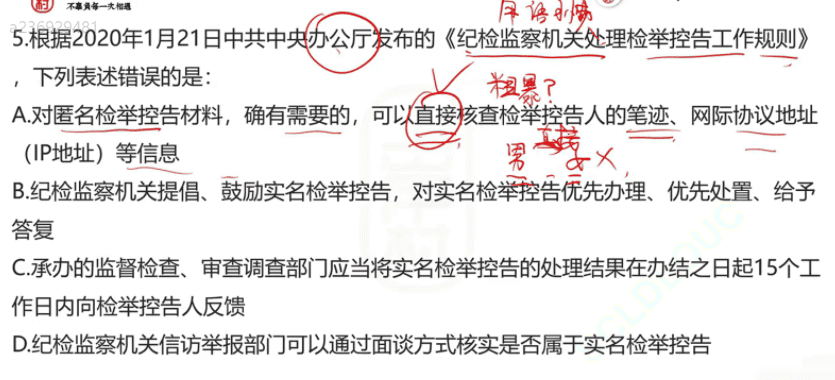 不靠侥幸每一次相遇
a236929481
5.根据2020年1月21日中共中央办公厅发布的《纪检监察机关处理检举控告工作规则》
，下列表述错误的是：
粗暴？
A.对匿名检举控告材料，确有需要的，可以直接核查检举控告人的笔迹、网际协议地址
（IP地址）等信息
男 直接 女 ×
B.纪检监察机关提倡、鼓励实名检举控告，对实名检举控告优先办理、优先处置、给予
答复
C.承办的监督检查、审查调查部门应当将实名检举控告的处理结果在办结之日起15个工
作日内向检举控告人反馈
D.纪检监察机关信访举报部门可以通过面谈方式核实是否属于实名检举控告